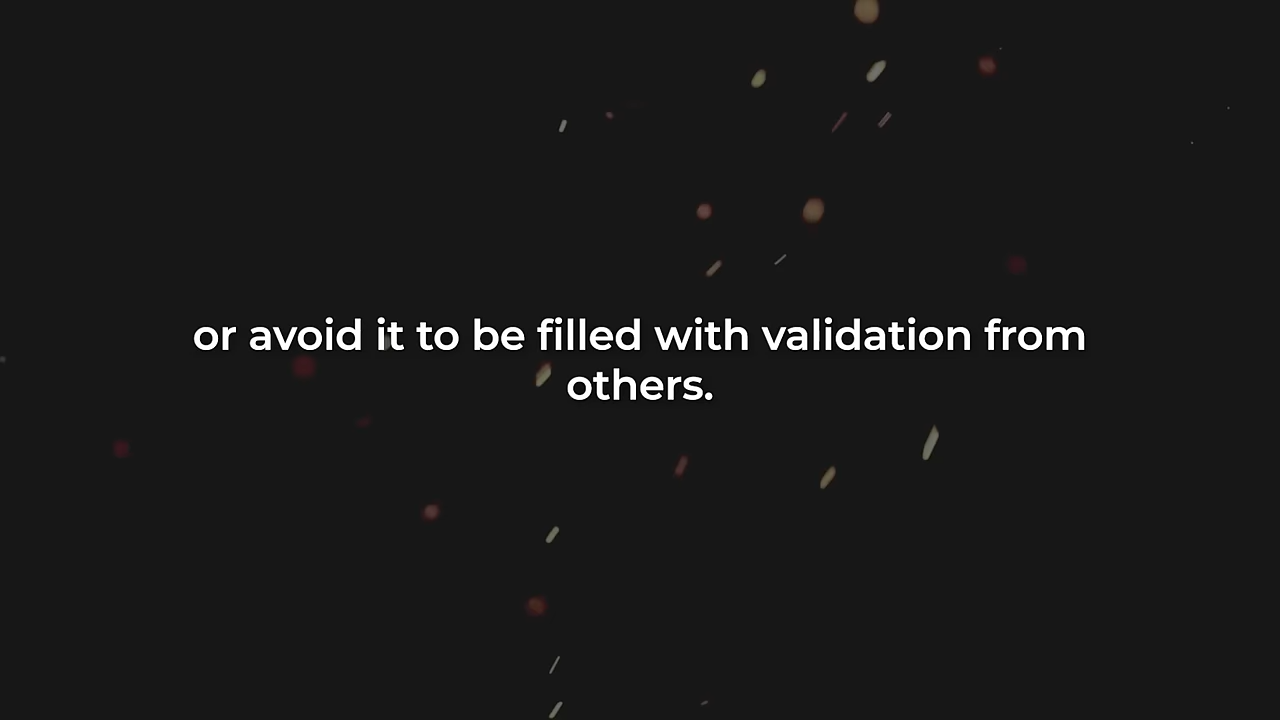 or avoid it to be filled with validation from
others.